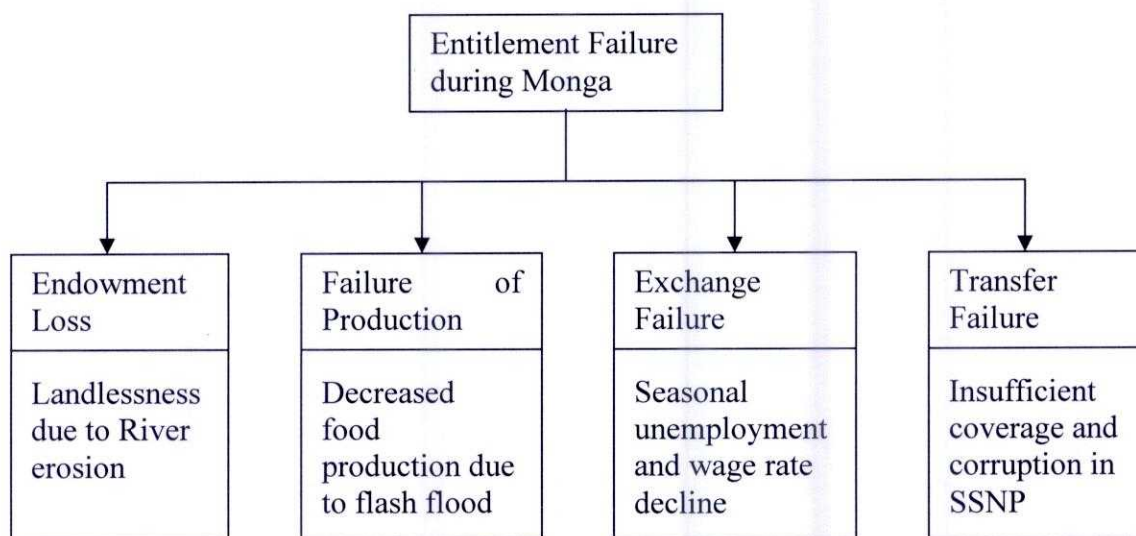 Entitlement Failure
during Monga
Endowment
Loss
Landlessness
due to River
erosion
Failure of
Production
Decreased
food
production due
to flash flood
Exchange
Failure
Seasonal
unemployment
and wage rate
decline
Transfer
Failure
Insufficient
coverage and
corruption in
SSNP